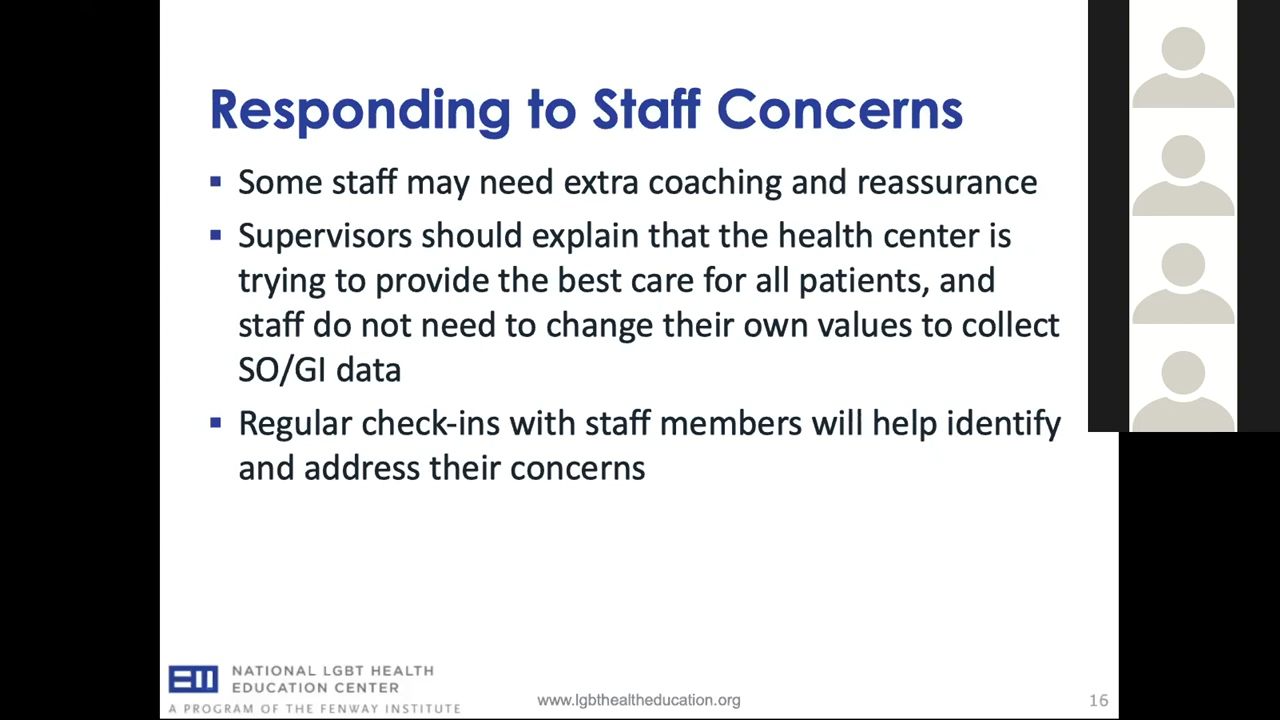 Responding to Staff Concerns
▪ Some staff may need extra coaching and reassurance
▪ Supervisors should explain that the health center is
trying to provide the best care for all patients, and
staff do not need to change their own values to collect
SO/GI data
▪ Regular check-ins with staff members will help identify
and address their concerns
NATIONAL LGBT HEALTH
EDUCATION CENTER
A PROGRAM OF THE FENWAY INSTITUTE
www.lgbthealtheducation.org
16